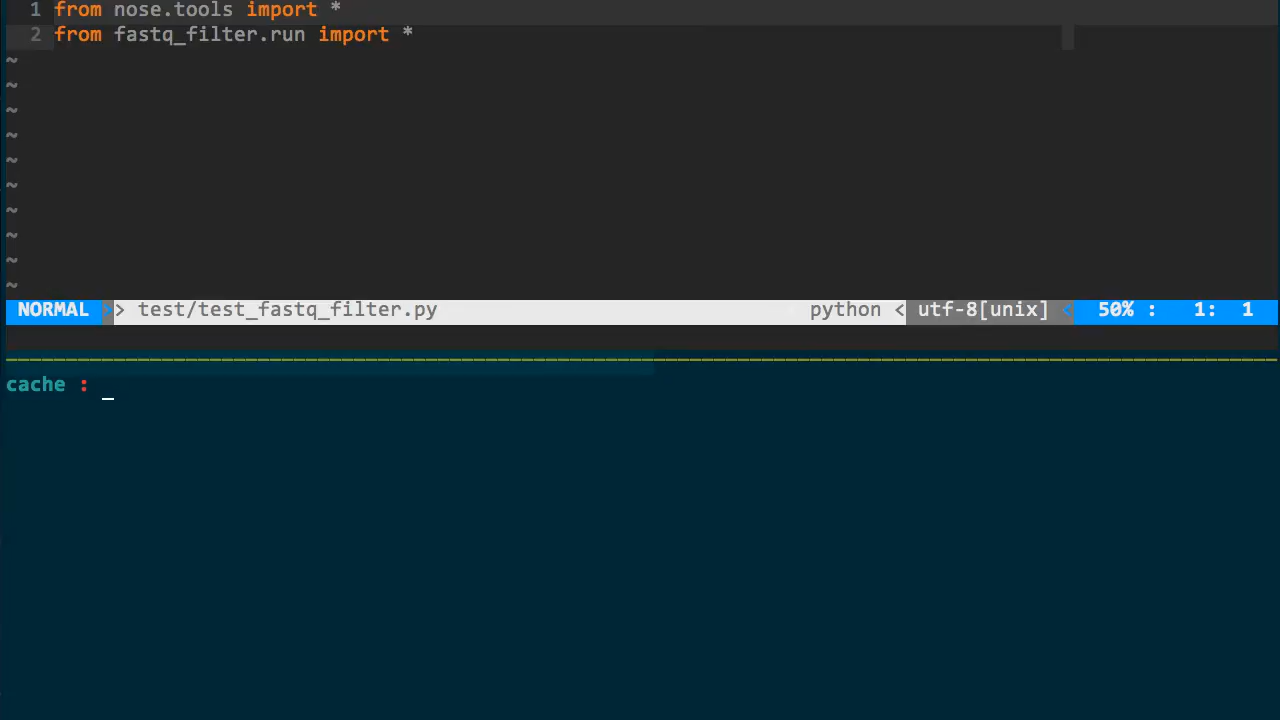 1 from nose.tools import *
2 from fastq_filter.run import *
~
~
~
~
~
~
~
~
~
~
NORMAL > > test/test_fastq_filter.py python < utf-8[unix] < 50% : 1: 1
cache : _